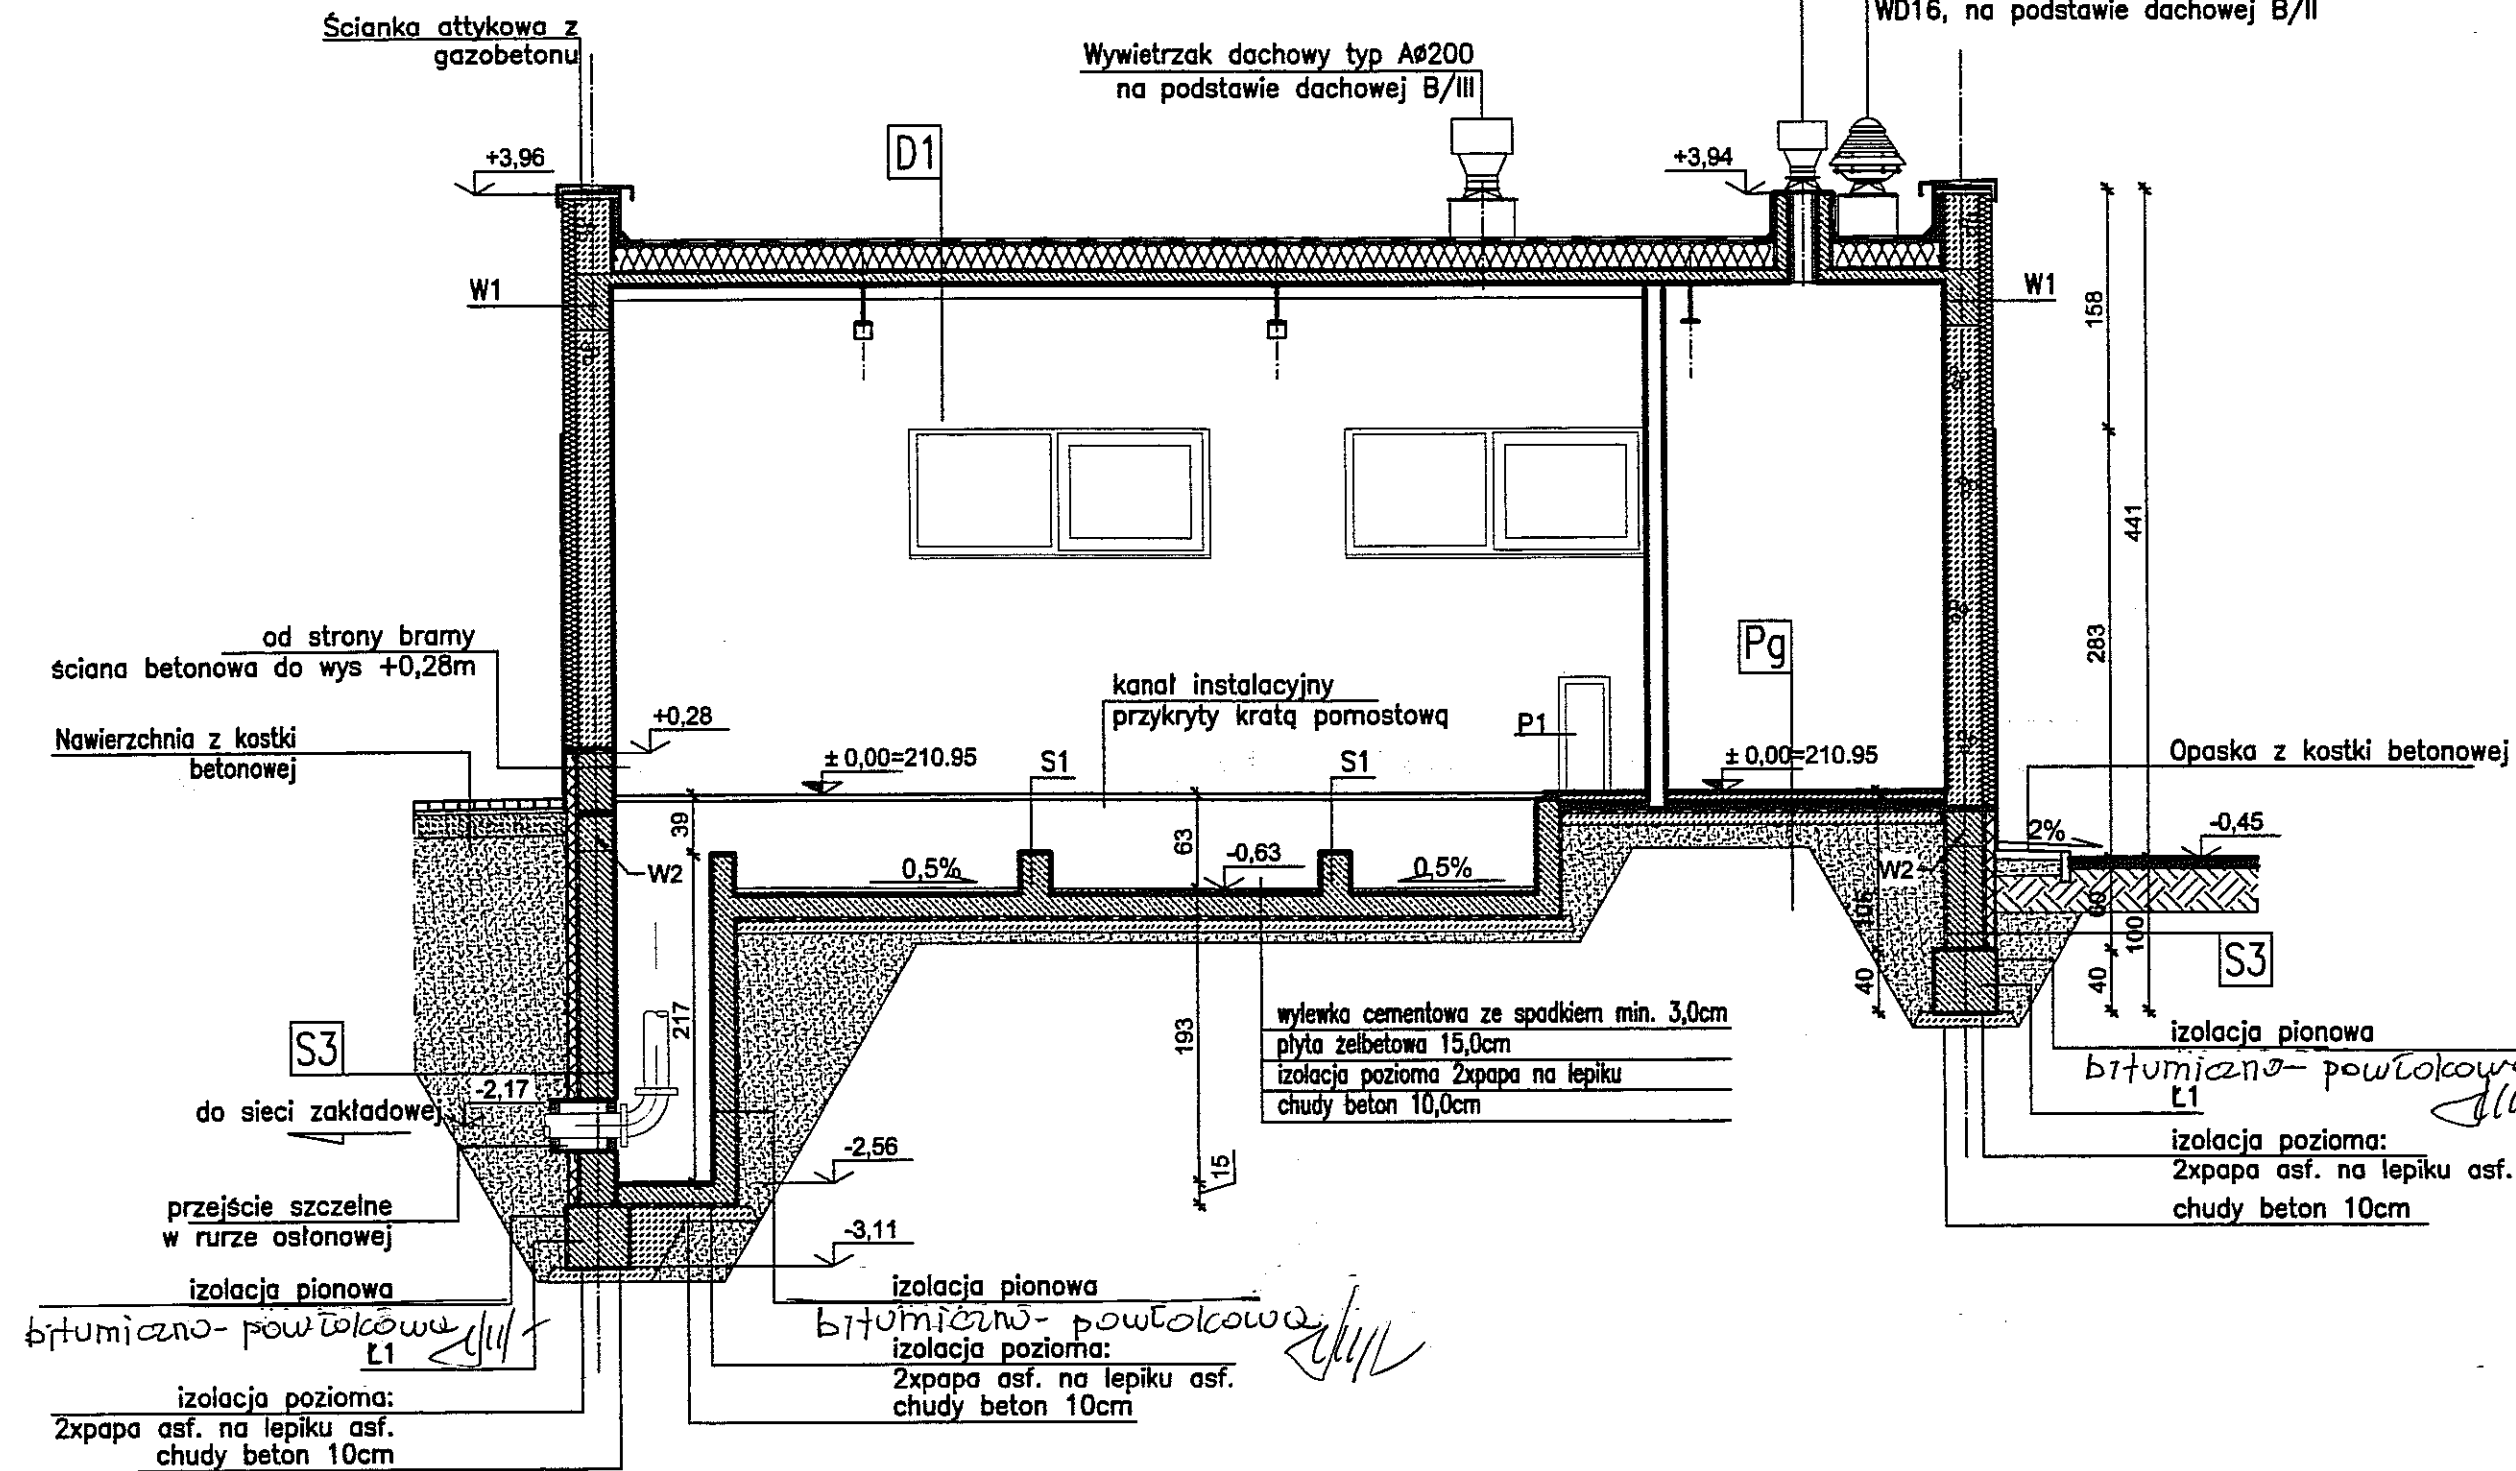 Ścianka attykowa z
gazobetonu
Wywietrzak dachowy typ Aø200
na podstawie dachowej B/III
WD16, na podstawie dachowej B/II
+3,96
D1
+3,94
W1
W1
158
441
283
od strony bramy
ściana betonowa do wys +0,28m
Nawierzchnia z kostki
betonowej
+0,28
± 0,00=210.95
kanał instalacyjny
przykryty kratą pomostową
S1
S1
P1
Pg
± 0,00=210.95
Opaska z kostki betonowej
39
63
W2
0,5%
-0,63
0,5%
W2
2%
-0,45
105
60
100
40
40
S3
S3
217
193
15
-2,17
do sieci zakładowej
wylewka cementowa ze spadkiem min. 3,0cm
płyta żelbetowa 15,0cm
izolacja pozioma 2xpapa na lepiku
chudy beton 10,0cm
-2,56
-3,11
przejście szczelne
w rurze osłonowej
izolacja pionowa
bitumiczno-powłokowa
Ł1
izolacja pozioma:
2xpapa asf. na lepiku asf.
chudy beton 10cm
izolacja pionowa
bitumiczno-powłokowa
izolacja pozioma:
2xpapa asf. na lepiku asf.
chudy beton 10cm
izolacja pionowa
bitumiczno-powłokowa
Ł1
izolacja pozioma:
2xpapa asf. na lepiku asf.
chudy beton 10cm